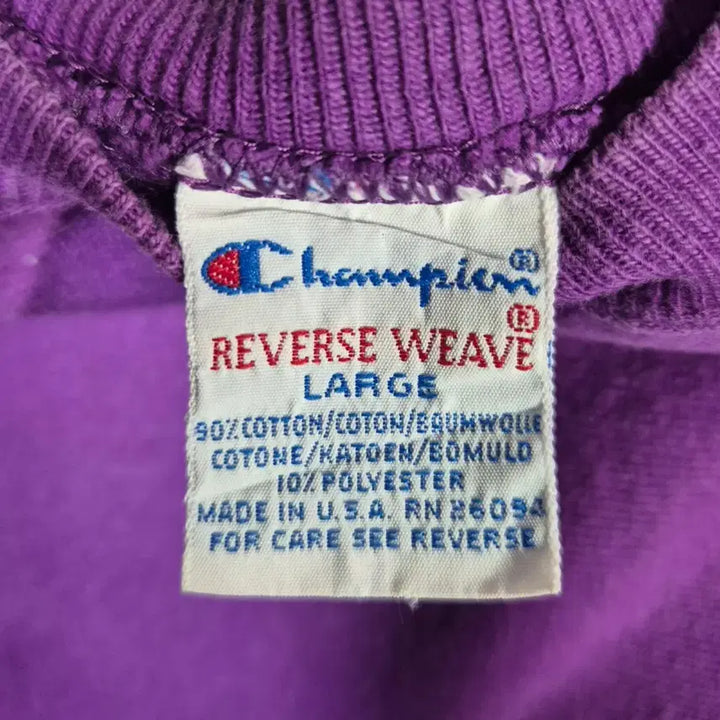 Champion®
REVERSE WEAVE®
LARGE
90% COTTON/COTON/BAUMWOLLE
COTONE/KATOEN/BOMULD
10% POLYESTER
MADE IN U.S.A. RN 26094
FOR CARE SEE REVERSE